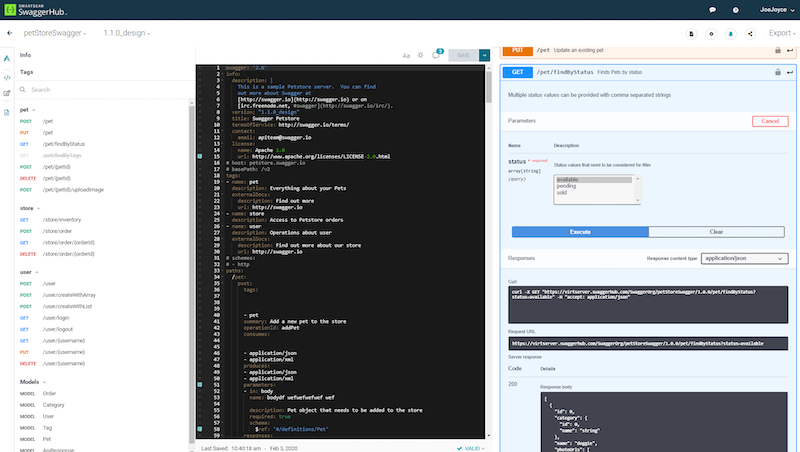 SMARTBEAR
SwaggerHub
JoeJoyce
petStoreSwagger
1.1.0_design
Export
Info
Tags
Search
pet
POST /pet
PUT /pet
GET /pet/findByStatus
GET /pet/findByTags
GET /pet/{petId}
POST /pet/{petId}
DELETE /pet/{petId}
POST /pet/{petId}/uploadImage
store
GET /store/inventory
POST /store/order
GET /store/order/{orderId}
DELETE /store/order/{orderId}
user
POST /user
POST /user/createWithArray
POST /user/createWithList
GET /user/login
GET /user/logout
GET /user/{username}
PUT /user/{username}
DELETE /user/{username}
Models
MODEL Order
MODEL Category
MODEL User
MODEL Tag
MODEL Pet
MODEL ApiResponse
Aa
SAVE
1 swagger: "2.0"
2 info:
3 description: |
4 This is a sample Petstore server. You can find
5 out more about Swagger at
6 [http://swagger.io](http://swagger.io) or on
7 [irc.freenode.net, #swagger](http://swagger.io/irc/).
8 version: "1.1.0_design"
9 title: Swagger Petstore
10 termsOfService: http://swagger.io/terms/
11 contact:
12 email: apiteam@swagger.io
13 license:
14 name: Apache 2.0
15 url: http://www.apache.org/licenses/LICENSE-2.0.html
16 # host: petstore.swagger.io
17 # basePath: /v2
18 tags:
19 - name: pet
20 description: Everything about your Pets
21 externalDocs:
22 description: Find out more
23 url: http://swagger.io
24 - name: store
25 description: Access to Petstore orders
26 - name: user
27 description: Operations about user
28 externalDocs:
29 description: Find out more about our store
30 url: http://swagger.io
31 # schemes:
32 # - http
33 paths:
34 /pet:
35 post:
36 tags:
37
38
39
40 - pet
41 summary: Add a new pet to the store
42 operationId: addPet
43 consumes:
44
45
46 - application/json
47 - application/xml
48 produces:
49 - application/json
50 - application/xml
51 parameters:
52 - in: body
53 name: bodydf wefwefwefwef wef
54
55 description: Pet object that needs to be added to the store
56 required: true
57 schema:
58 $ref: '#/definitions/Pet'
59 responses:
Last Saved: 10:40:18 am - Feb 3, 2020
VALID
PUT /pet Update an existing pet
GET /pet/findByStatus Finds Pets by status
Multiple status values can be provided with comma separated strings
Parameters
Cancel
Name Description
status * required
array[string]
(query)
Status values that need to be considered for filter
available
pending
sold
Execute
Clear
Responses
Response content type
application/json
Curl
curl -X GET "https://virtserver.swaggerhub.com/SwaggerOrg/petStoreSwagger/1.0.0/pet/findByStatus?
status=available" -H "accept: application/json"
Request URL
https://virtserver.swaggerhub.com/SwaggerOrg/petStoreSwagger/1.0.0/pet/findByStatus?status=available
Server response
Code Details
200
Response body
[
{
"id": 0,
"category": {
"id": 0,
"name": "string"
},
"name": "doggie",
"photoUrls": [